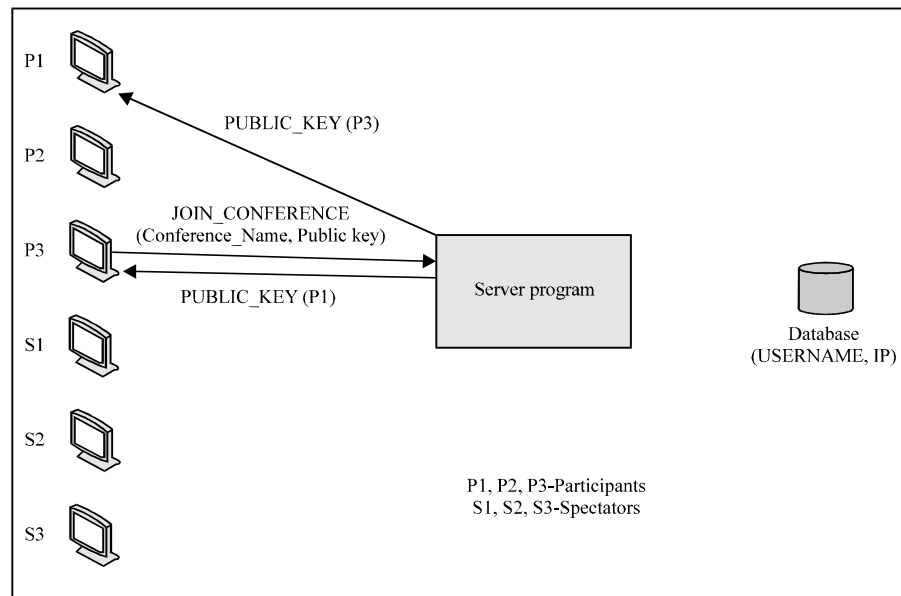 P1
PUBLIC_KEY (P3)
P2
JOIN_CONFERENCE
(Conference_Name, Public key)
P3
PUBLIC_KEY (P1)
Server program
Database
(USERNAME, IP)
S1
S2
P1, P2, P3-Participants
S1, S2, S3-Spectators
S3